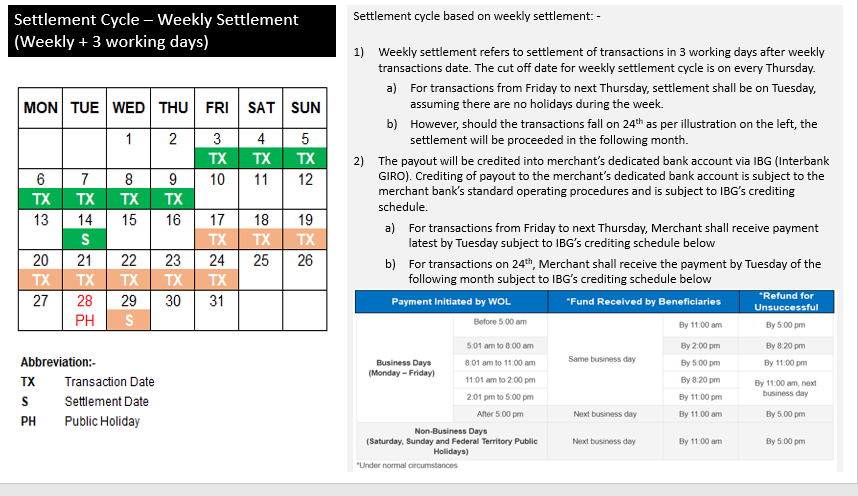 Settlement Cycle – Weekly Settlement
(Weekly + 3 working days)
MON TUE WED THU FRI SAT SUN
1 2 3 4 5
TX TX TX
6 7 8 9 10 11 12
TX TX TX TX
13 14 15 16 17 18 19
S TX TX TX
20 21 22 23 24 25 26
TX TX TX TX TX
27 28 29 30 31
PH S
Abbreviation:-
TX Transaction Date
S Settlement Date
PH Public Holiday
Settlement cycle based on weekly settlement: -
1) Weekly settlement refers to settlement of transactions in 3 working days after weekly
transactions date. The cut off date for weekly settlement cycle is on every Thursday.
a) For transactions from Friday to next Thursday, settlement shall be on Tuesday,
assuming there are no holidays during the week.
b) However, should the transactions fall on 24th as per illustration on the left, the
settlement will be proceeded in the following month.
2) The payout will be credited into merchant's dedicated bank account via IBG (Interbank
GIRO). Crediting of payout to the merchant's dedicated bank account is subject to the
merchant bank's standard operating procedures and is subject to IBG's crediting
schedule.
a) For transactions from Friday to next Thursday, Merchant shall receive payment
latest by Tuesday subject to IBG's crediting schedule below
b) For transactions on 24th, Merchant shall receive the payment by Tuesday of the
following month subject to IBG's crediting schedule below
Payment Initiated by WOL *Fund Received by Beneficiaries *Refund for
Unsuccessful
Before 5:00 am By 11:00 am By 5:00 pm
5:01 am to 8:00 am By 2:00 pm By 8:20 pm
Business Days
(Monday – Friday)
8:01 am to 11:00 am Same business day By 5:00 pm By 11:00 pm
11:01 am to 2:00 pm By 8:20 pm By 11:00 am, next
business day
2:01 pm to 5:00 pm By 11:00 pm
After 5:00 pm Next business day By 11:00 am By 5:00 pm
Non-Business Days
(Saturday, Sunday and Federal Territory Public
Holidays)
Next business day By 11:00 am By 5:00 pm
*Under normal circumstances